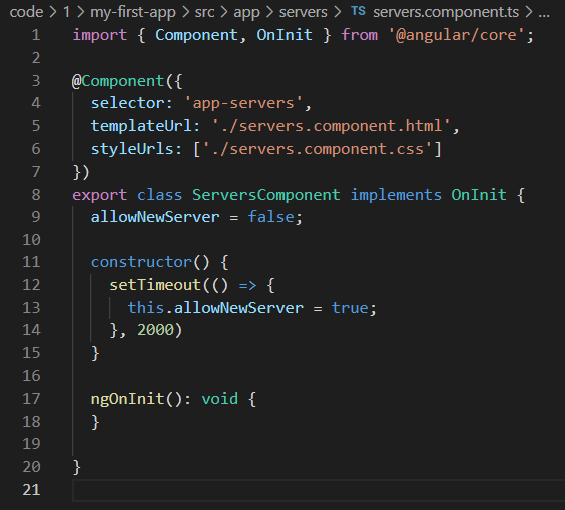 code > 1 > my-first-app > src > app > servers > TS servers.component.ts > ...
1 import { Component, OnInit } from '@angular/core';
2
3 @Component({
4   selector: 'app-servers',
5   templateUrl: './servers.component.html',
6   styleUrls: ['./servers.component.css']
7 })
8 export class ServersComponent implements OnInit {
9   allowNewServer = false;
10
11   constructor() {
12     setTimeout(() => {
13       this.allowNewServer = true;
14     }, 2000)
15   }
16
17   ngOnInit(): void {
18   }
19
20 }
21